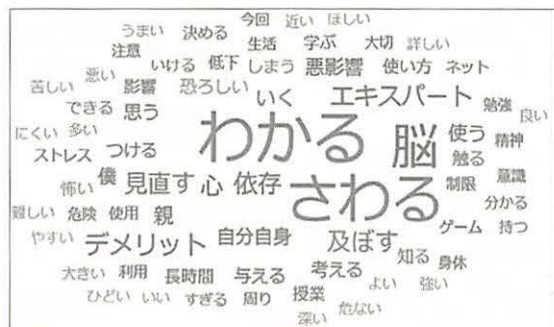 今回 近い ほしい
うまい 決める 生活 学ぶ 大切 詳しい
注意 いける 低下 しまう 悪影響 使い方 ネット
苦しい 悪い 影響 恐ろしい いく エキスパート 勉強 良い
できる 思う わかる 脳 使う 精神
にくい 多い 触る
ストレス つける 意識
怖い 僕 見直す 心 依存 さわる 制限 分かる
難しい 危険 使用 親 ゲーム 持つ
やすい デメリット 自分自身 及ぼす 知る 身体
大きい 利用 長時間 与える 考える よい 強い
ひどい いい すぎる 周り 授業 危ない
深い